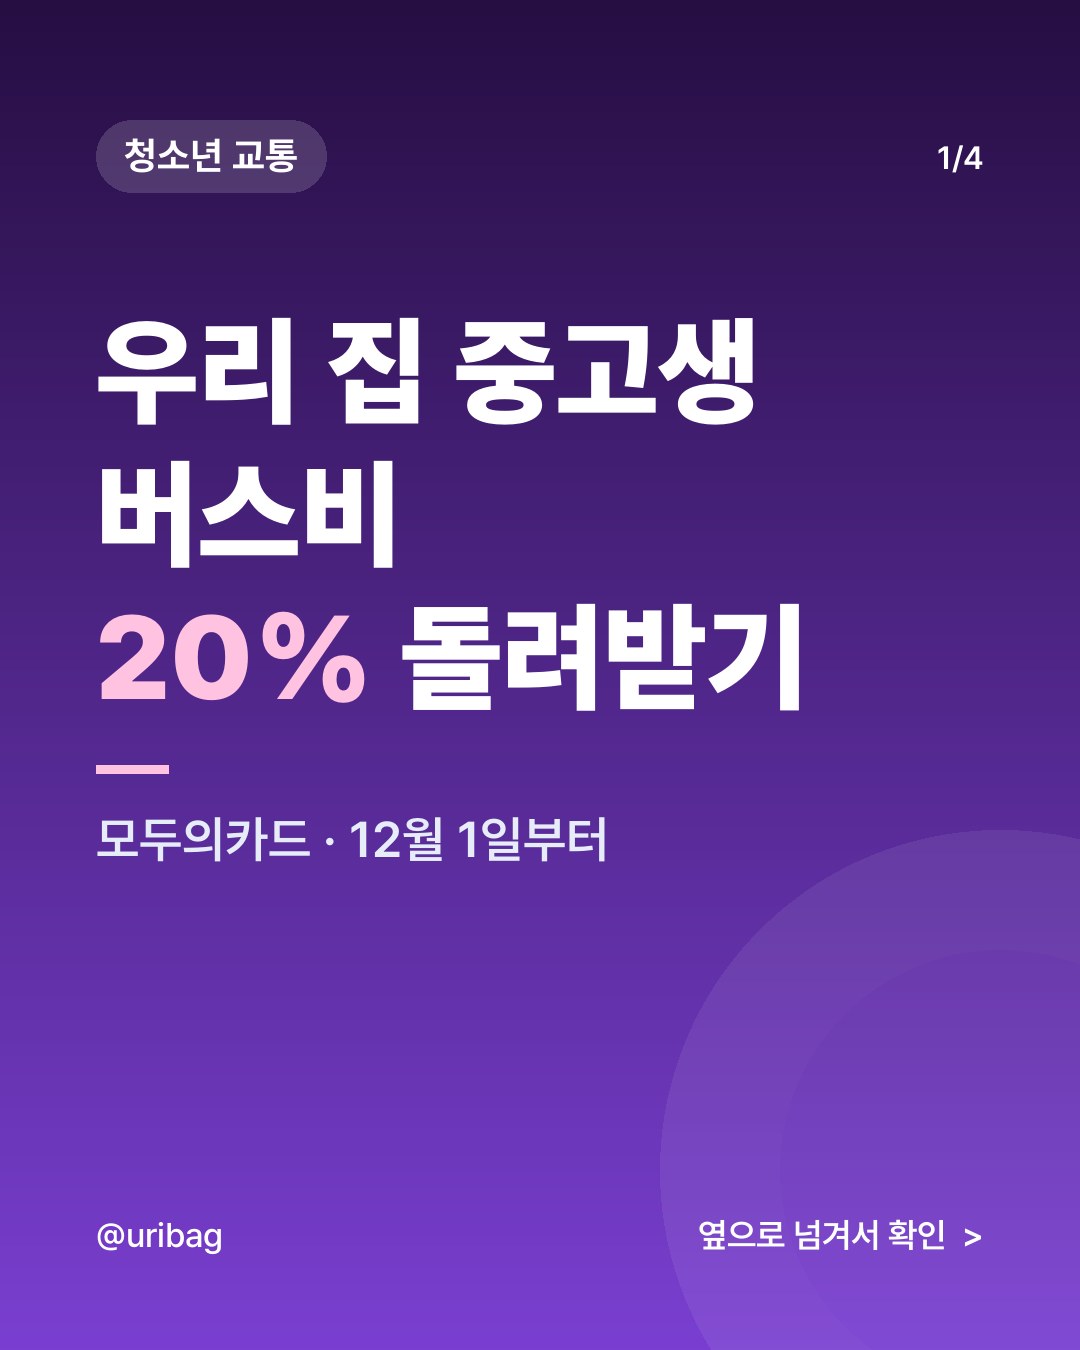 청소년 교통
1/4
우리 집 중고생
버스비
20% 돌려받기
모두의카드 · 12월 1일부터
@uribag
옆으로 넘겨서 확인 >